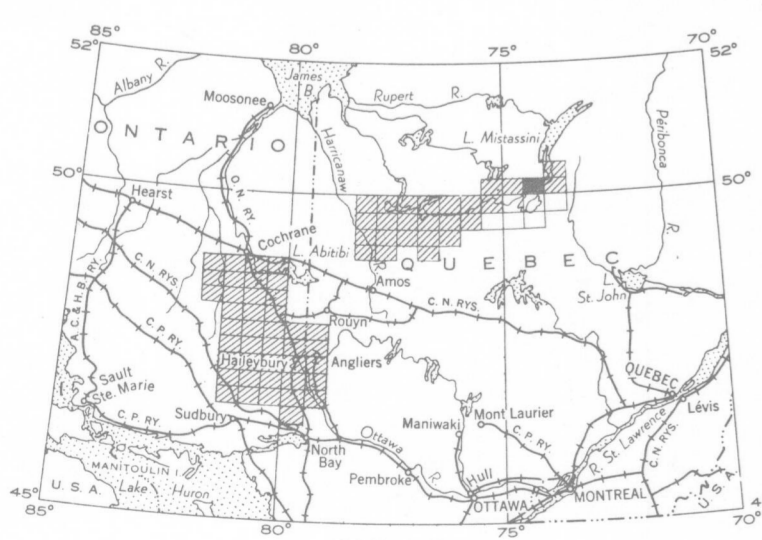 85°
80°
75°
70°
52°
52°
Albany R.
James B.
Moosonee
Rupert R.
L. Mistassini
Péribonca R.
ONTARIO
Harricanaw R.
50°
50°
Hearst
O. N. RY
Cochrane
L. Abitibi
QUEBEC
C. N. RYS.
Amos
C. N. RYS.
L. St. John
A. C. & H. B. RY.
C. P. RY.
Rouyn
Haileybury
Angliers
Sault Ste. Marie
QUEBEC
Lévis
C. P. RY.
Sudbury
Maniwaki
Mont Laurier
C. P. RY
R. St. Lawrence
C. N. RYS.
North Bay
Ottawa R.
MANITOULIN I.
Pembroke
Hull
OTTAWA
MONTREAL
U. S. A.
Lake Huron
U. S. A.
45°
85°
80°
75°
4
70°